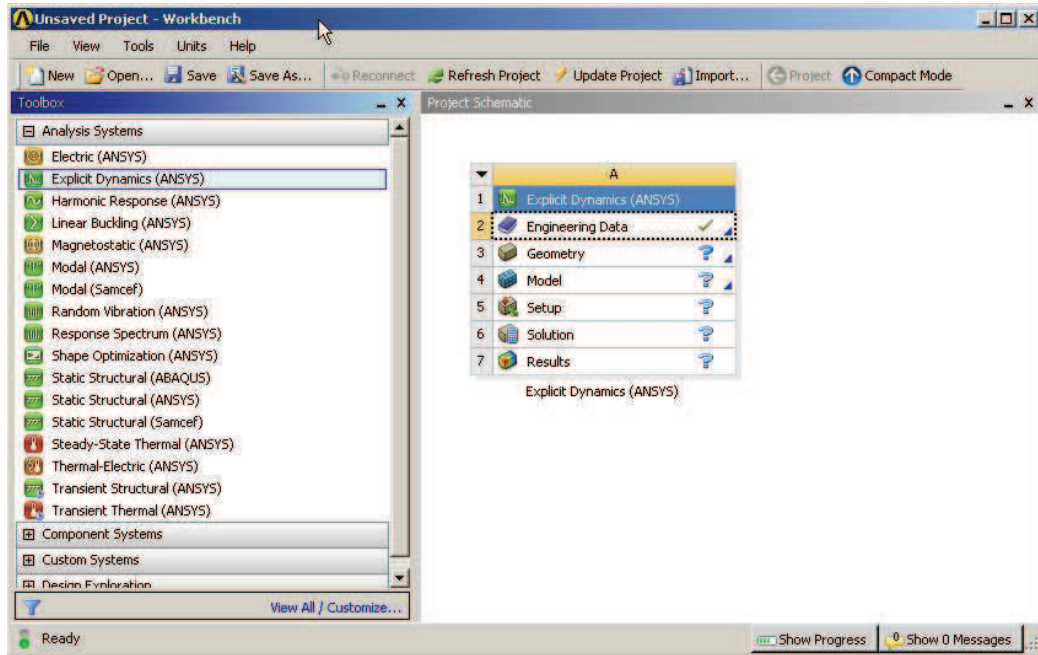 Unsaved Project - Workbench
File View Tools Units Help
New Open... Save Save As... Reconnect Refresh Project Update Project Import... Project Compact Mode
Toolbox
Project Schematic
Analysis Systems
Electric (ANSYS)
Explicit Dynamics (ANSYS)
Harmonic Response (ANSYS)
Linear Buckling (ANSYS)
Magnetostatic (ANSYS)
Modal (ANSYS)
Modal (Samcef)
Random Vibration (ANSYS)
Response Spectrum (ANSYS)
Shape Optimization (ANSYS)
Static Structural (ABAQUS)
Static Structural (ANSYS)
Static Structural (Samcef)
Steady-State Thermal (ANSYS)
Thermal-Electric (ANSYS)
Transient Structural (ANSYS)
Transient Thermal (ANSYS)
Component Systems
Custom Systems
Design Exploration
View All / Customize...
A
1 Explicit Dynamics (ANSYS)
2 Engineering Data
3 Geometry ?
4 Model ?
5 Setup ?
6 Solution ?
7 Results ?
Explicit Dynamics (ANSYS)
Ready
Show Progress
0 Show 0 Messages